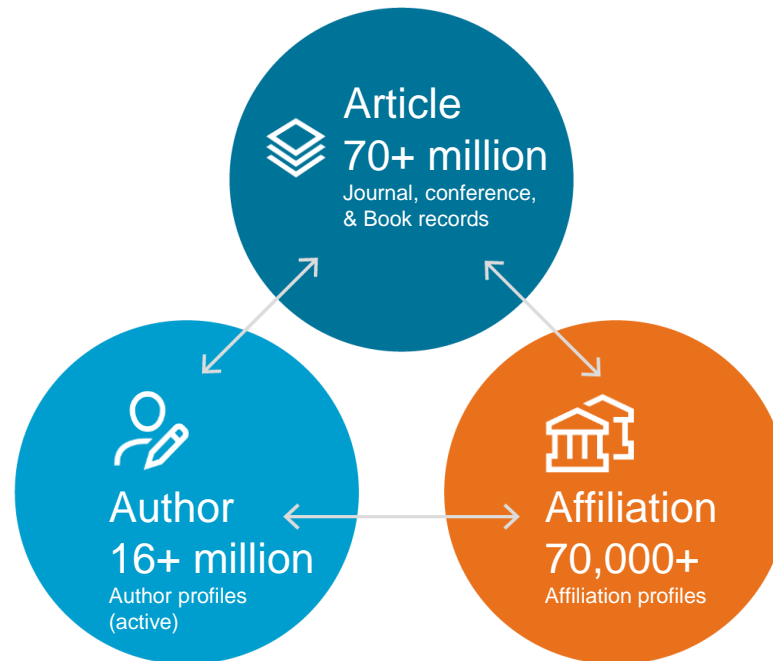 Article
70+ million
Journal, conference,
& Book records
Author
16+ million
Author profiles
(active)
Affiliation
70,000+
Affiliation profiles